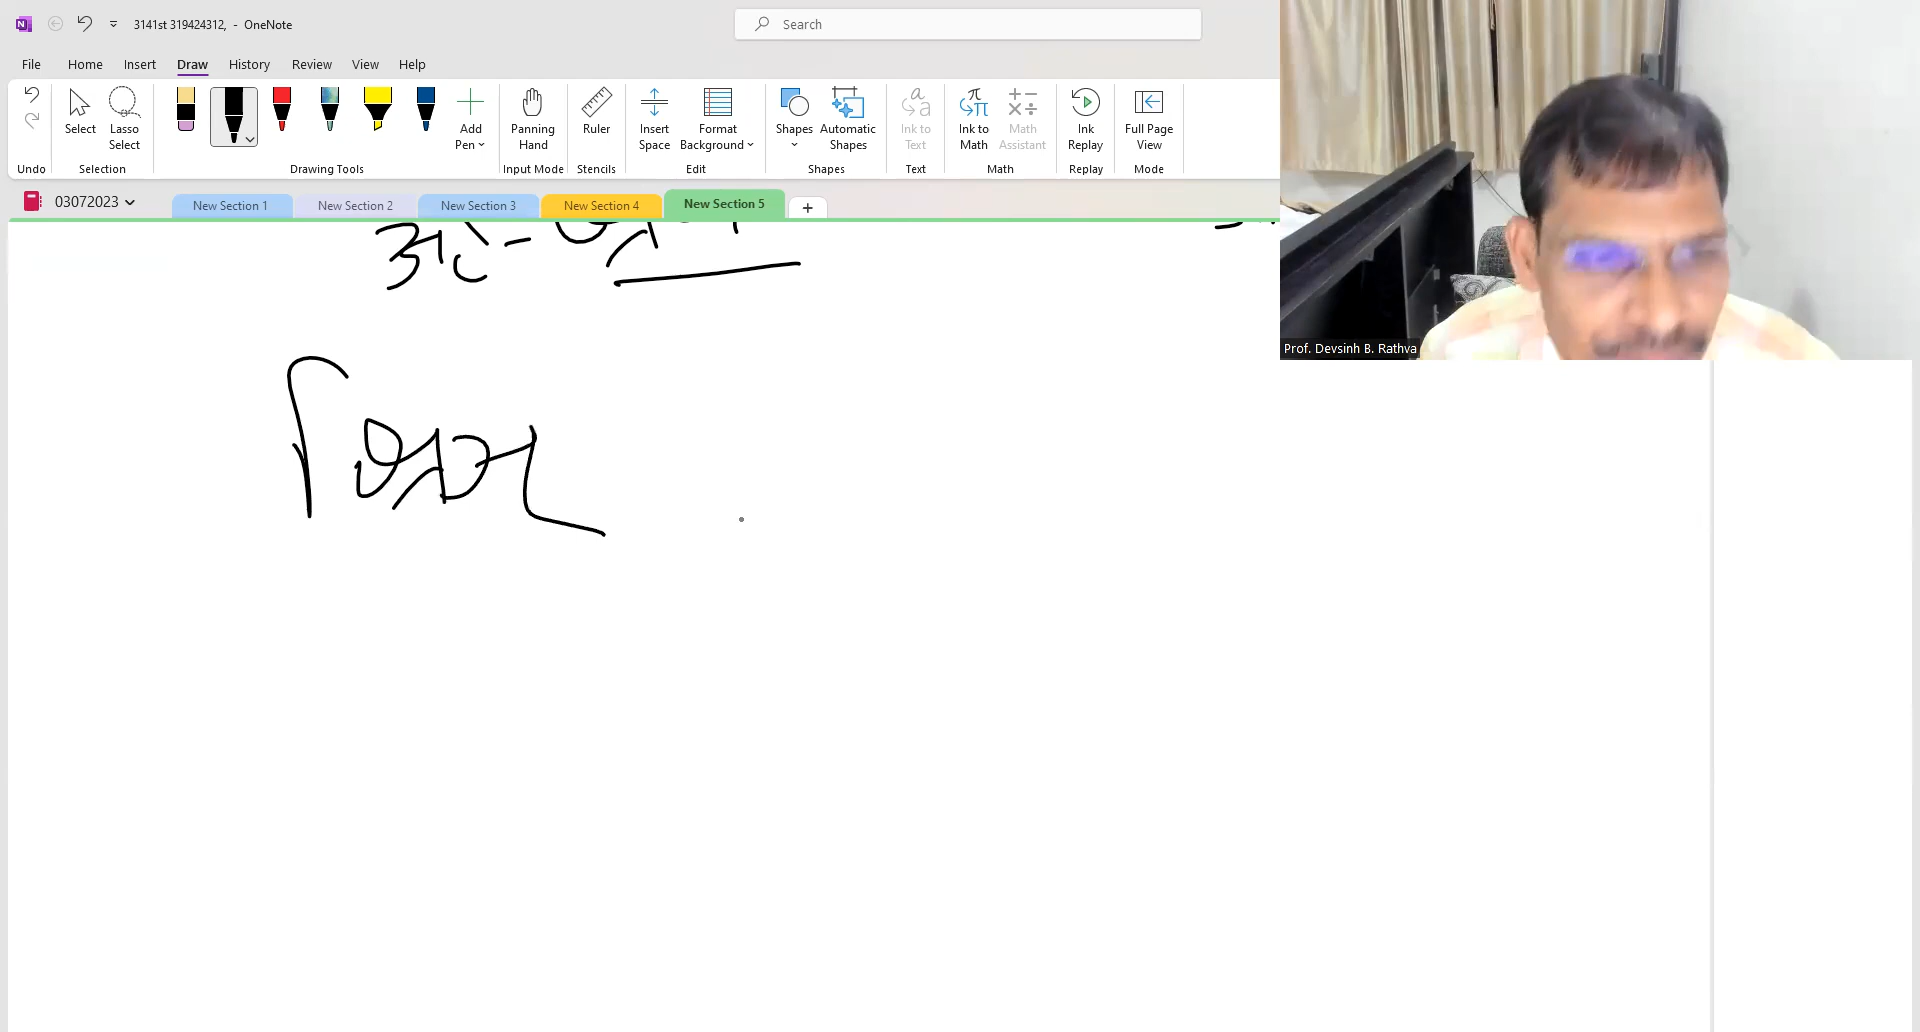 3141st 319424312, - OneNote
Search
File Home Insert Draw History Review View Help
Select Lasso Select Add Pen Panning Hand Ruler Insert Space Format Background Shapes Automatic Shapes Ink to Text Ink to Math Math Assistant Ink Replay Full Page View
Undo Selection Drawing Tools Input Mode Stencils Edit Shapes Text Math Replay Mode
03072023 New Section 1 New Section 2 New Section 3 New Section 4 New Section 5
Prof. Devsinh B. Rathva